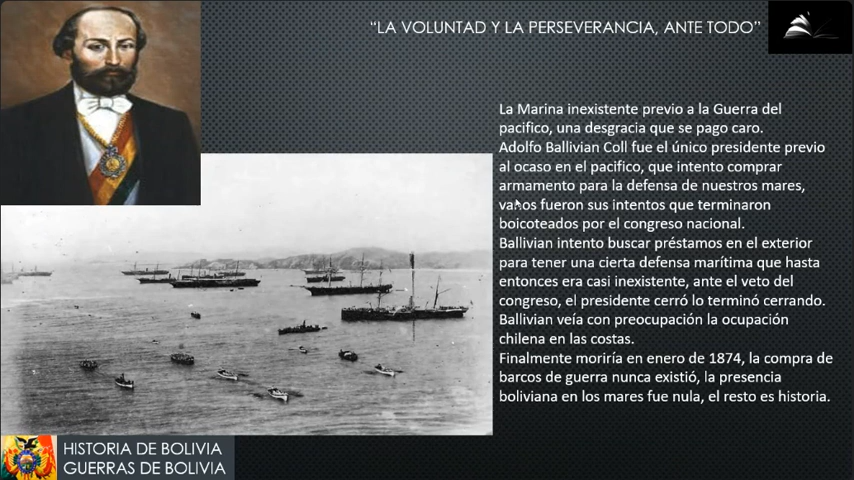 “LA VOLUNTAD Y LA PERSEVERANCIA, ANTE TODO”
La Marina inexistente previo a la Guerra del
pacifico, una desgracia que se pago caro.
Adolfo Ballivian Coll fue el único presidente previo
al ocaso en el pacifico, que intento comprar
armamento para la defensa de nuestros mares,
vanos fueron sus intentos que terminaron
boicoteados por el congreso nacional.
Ballivian intento buscar préstamos en el exterior
para tener una cierta defensa marítima que hasta
entonces era casi inexistente, ante el veto del
congreso, el presidente cerró lo terminó cerrando.
Ballivian veía con preocupación la ocupación
chilena en las costas.
Finalmente moriría en enero de 1874, la compra de
barcos de guerra nunca existió, la presencia
boliviana en los mares fue nula, el resto es historia.
HISTORIA DE BOLIVIA
GUERRAS DE BOLIVIA